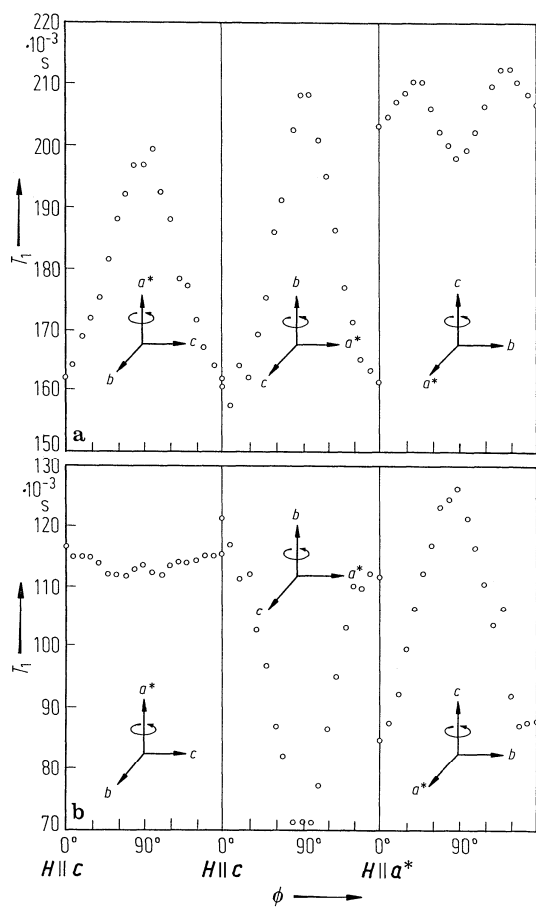 220
·10⁻³
s
210
200
190
180
170
160
150
T₁
a* b c
b a* c
c b a*
a
130
·10⁻³
s
120
110
100
90
80
70
T₁
b a* c
a* c b
c b a*
b
0° 90° 0° 90° 0° 90°
H ∥ c H ∥ c H ∥ a*
ϕ